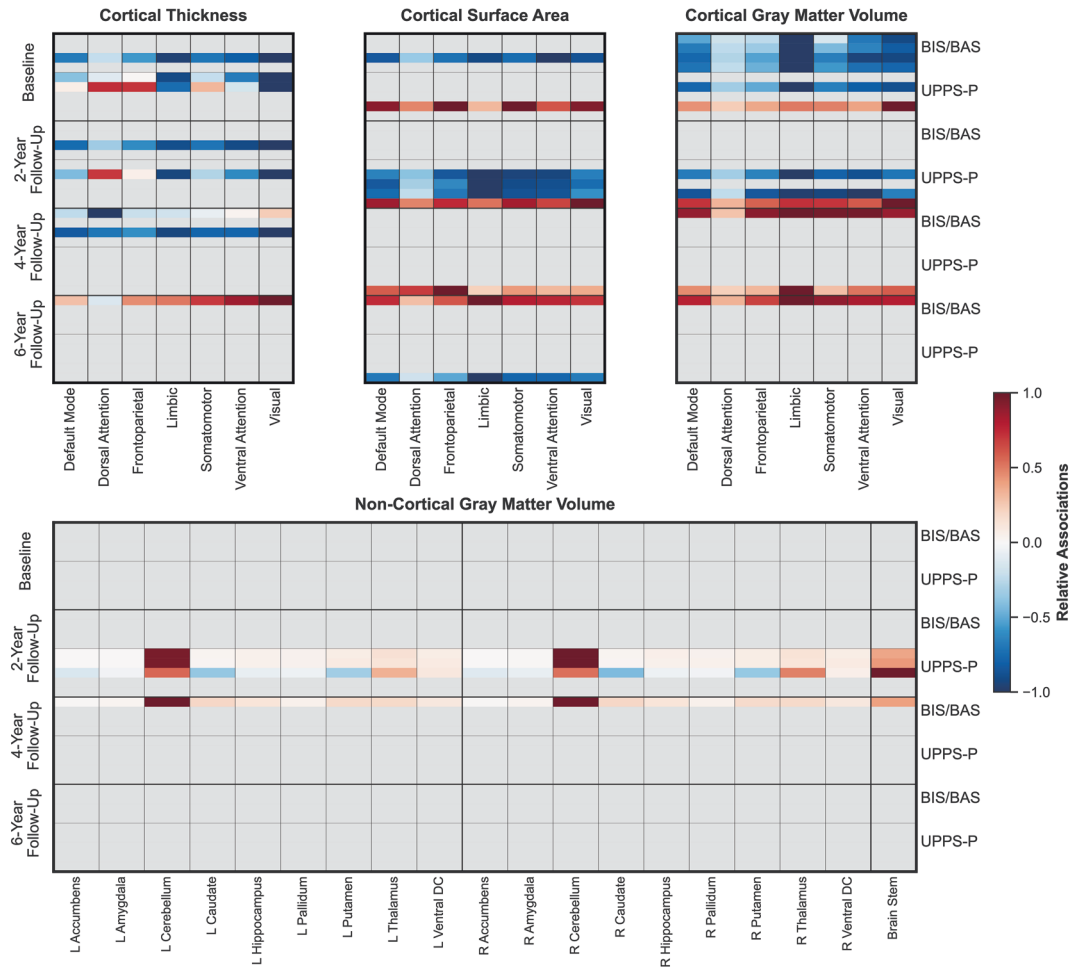 Cortical Thickness
Cortical Surface Area
Cortical Gray Matter Volume
Baseline
2-Year
Follow-Up
4-Year
Follow-Up
6-Year
Follow-Up
BIS/BAS
UPPS-P
BIS/BAS
UPPS-P
BIS/BAS
UPPS-P
BIS/BAS
UPPS-P
Default Mode
Dorsal Attention
Frontoparietal
Limbic
Somatomotor
Ventral Attention
Visual
Default Mode
Dorsal Attention
Frontoparietal
Limbic
Somatomotor
Ventral Attention
Visual
Default Mode
Dorsal Attention
Frontoparietal
Limbic
Somatomotor
Ventral Attention
Visual
1.0
0.5
0.0
−0.5
−1.0
Relative Associations
Non-Cortical Gray Matter Volume
Baseline
2-Year
Follow-Up
4-Year
Follow-Up
6-Year
Follow-Up
BIS/BAS
UPPS-P
BIS/BAS
UPPS-P
BIS/BAS
UPPS-P
BIS/BAS
UPPS-P
L Accumbens
L Amygdala
L Cerebellum
L Caudate
L Hippocampus
L Pallidum
L Putamen
L Thalamus
L Ventral DC
R Accumbens
R Amygdala
R Cerebellum
R Caudate
R Hippocampus
R Pallidum
R Putamen
R Thalamus
R Ventral DC
Brain Stem